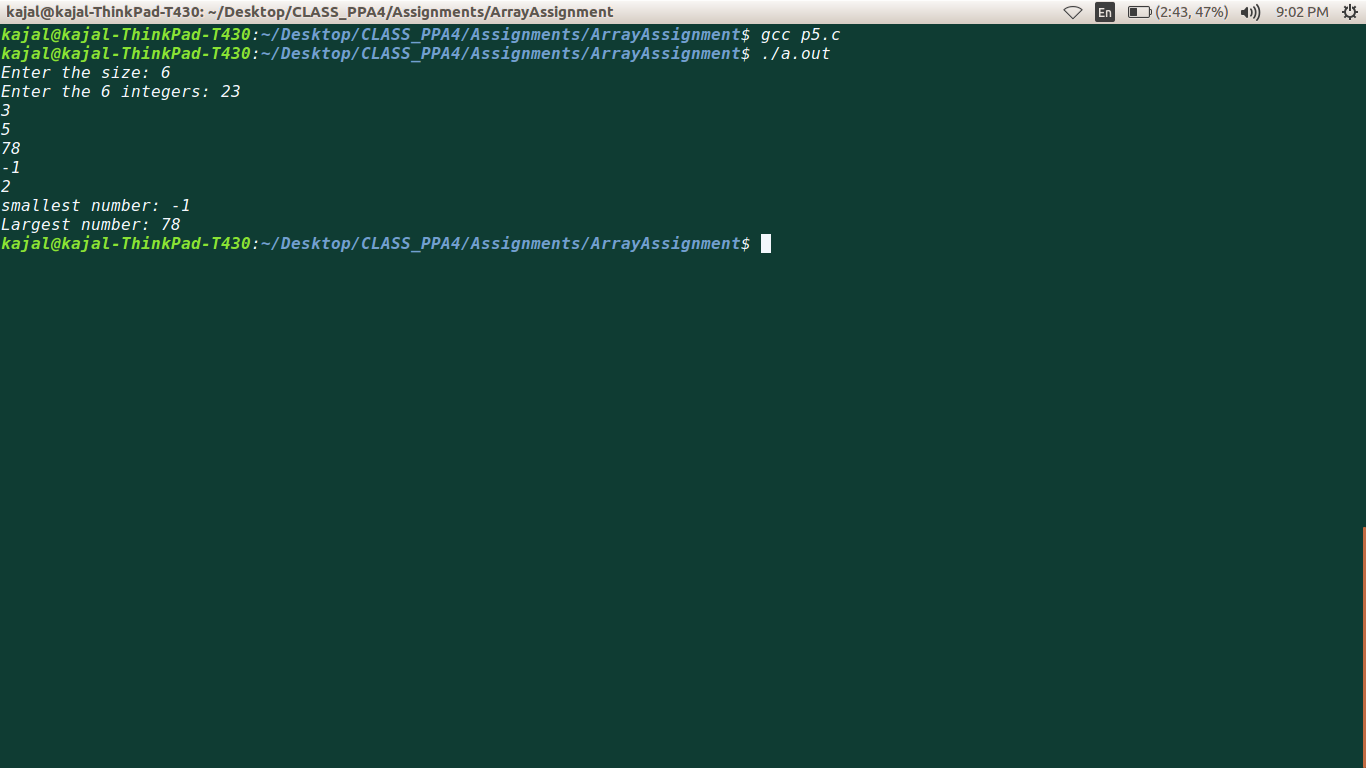 kajal@kajal-ThinkPad-T430: ~/Desktop/CLASS_PPA4/Assignments/ArrayAssignment En (2:43, 47%) 9:02 PM
kajal@kajal-ThinkPad-T430:~/Desktop/CLASS_PPA4/Assignments/ArrayAssignment$ gcc p5.c
kajal@kajal-ThinkPad-T430:~/Desktop/CLASS_PPA4/Assignments/ArrayAssignment$ ./a.out
Enter the size: 6
Enter the 6 integers: 23
3
5
78
-1
2
smallest number: -1
Largest number: 78
kajal@kajal-ThinkPad-T430:~/Desktop/CLASS_PPA4/Assignments/ArrayAssignment$